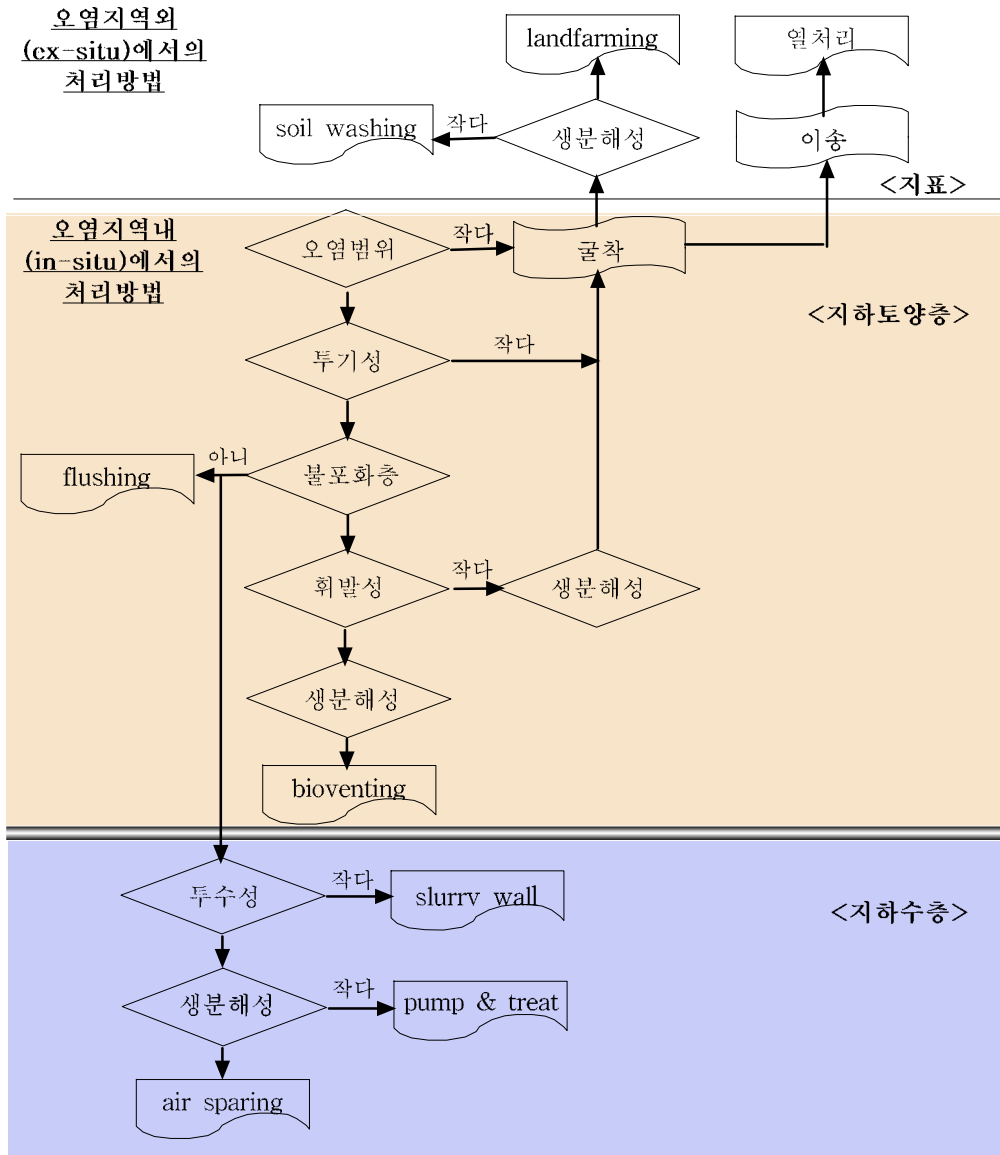 오염지역외
(ex-situ)에서의
처리방법
landfarming
열처리
soil washing
작다
생분해성
이송
<지표>
오염지역내
(in-situ)에서의
처리방법
오염범위
작다
굴착
<지하토양층>
투기성
작다
아니
flushing
불포화층
휘발성
작다
생분해성
생분해성
bioventing
투수성
작다
slurry wall
<지하수층>
생분해성
작다
pump & treat
air sparing